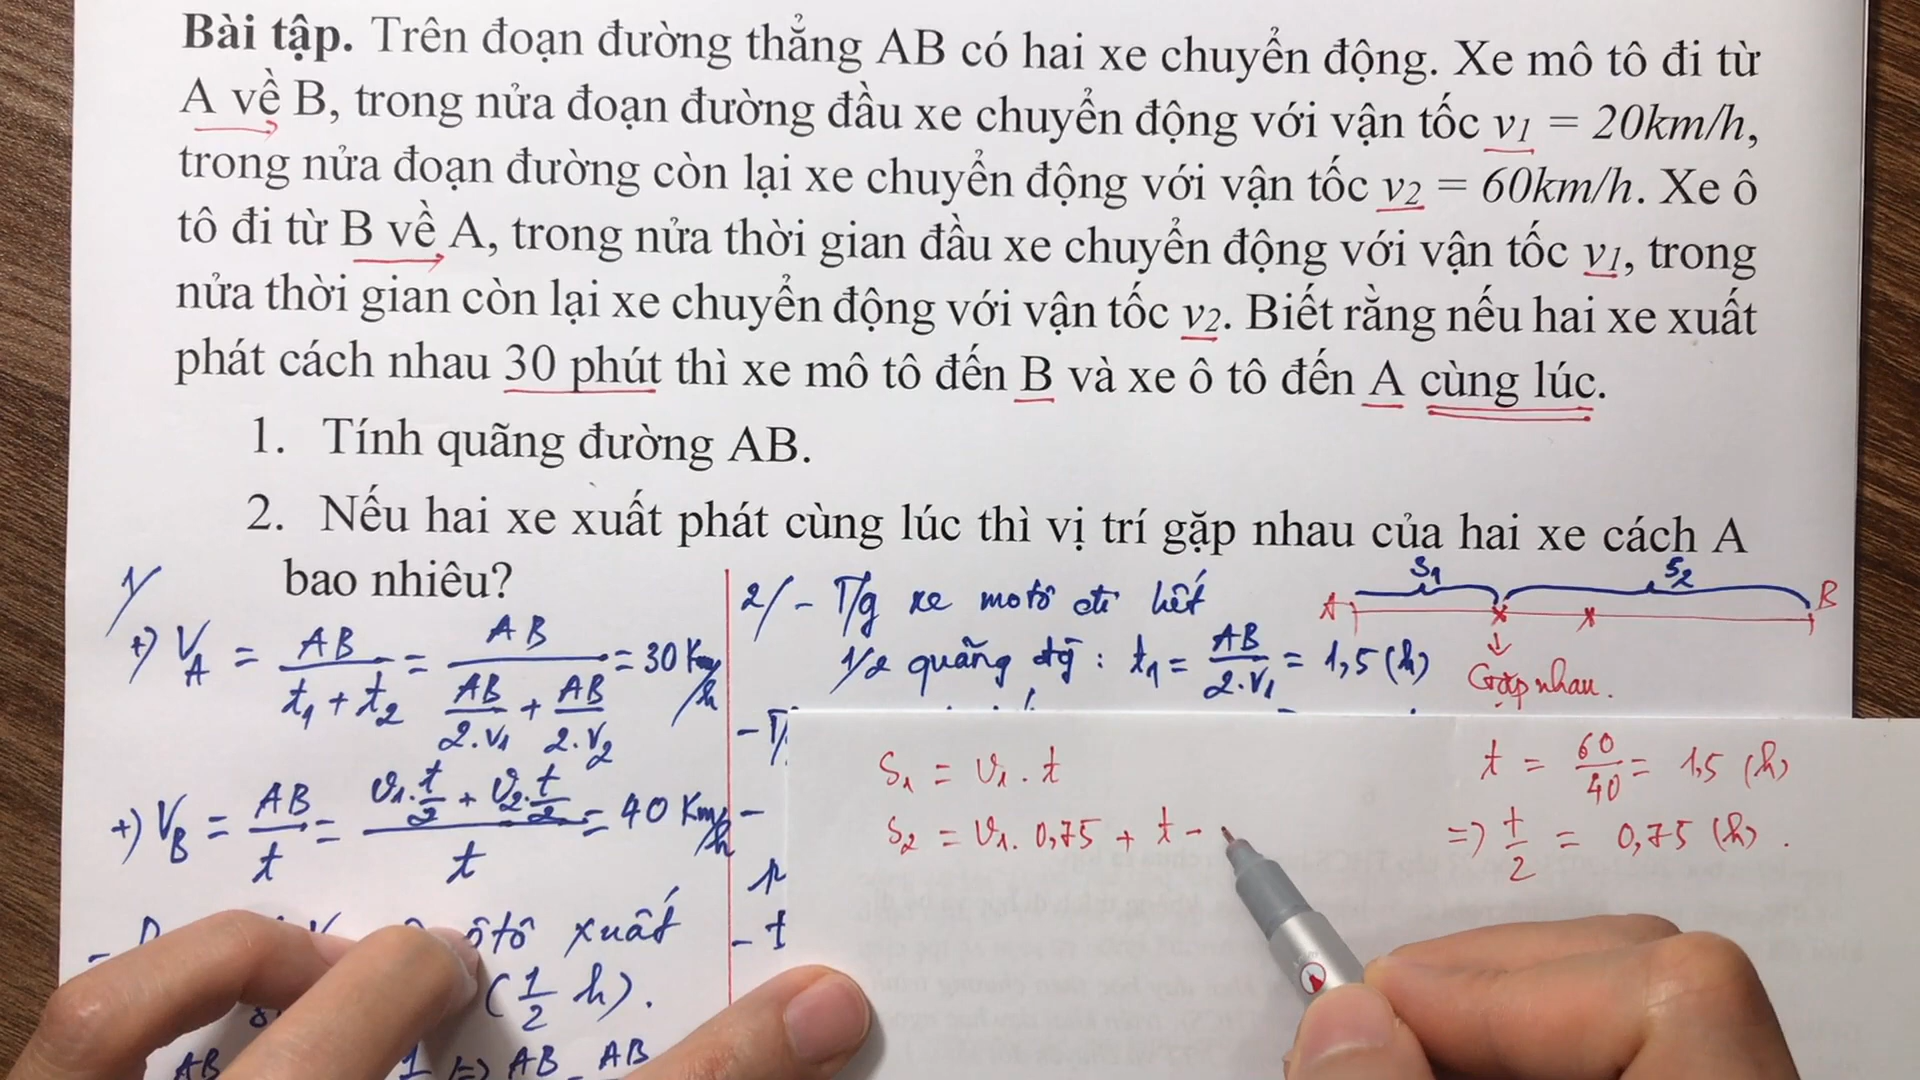 Bài tập. Trên đoạn đường thẳng AB có hai xe chuyển động. Xe mô tô đi từ
A về B, trong nửa đoạn đường đầu xe chuyển động với vận tốc v1 = 20km/h,
trong nửa đoạn đường còn lại xe chuyển động với vận tốc v2 = 60km/h. Xe ô
tô đi từ B về A, trong nửa thời gian đầu xe chuyển động với vận tốc v1, trong
nửa thời gian còn lại xe chuyển động với vận tốc v2. Biết rằng nếu hai xe xuất
phát cách nhau 30 phút thì xe mô tô đến B và xe ô tô đến A cùng lúc.
1. Tính quãng đường AB.
2. Nếu hai xe xuất phát cùng lúc thì vị trí gặp nhau của hai xe cách A
bao nhiêu?
1/
+) V_A = AB/(t1 + t2) = AB/(AB/(2.V1) + AB/(2.V2)) = 30 Km/h
+) V_B = AB/t = (v1.t/2 + v2.t/2)/t = 40 Km/h
ôtô xuất
(1/2 h).
AB 1 => AB - AB
2/ - T/g xe motô đi hết
1/2 quãng đg : t1 = AB/(2.V1) = 1,5 (h)
S1 S2
A B
Gặp nhau.
S1 = v1 . t
S2 = v1. 0,75 + t -
t = 60/40 = 1,5 (h)
=> t/2 = 0,75 (h) .